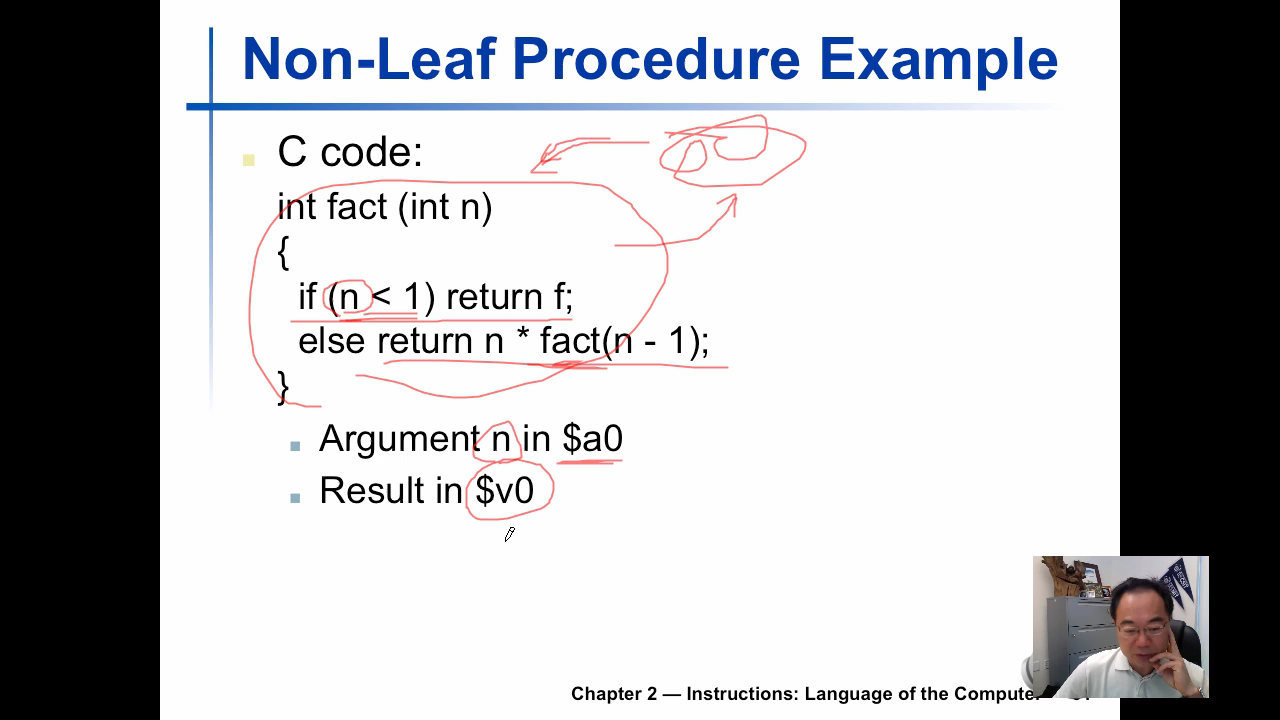 Non-Leaf Procedure Example
C code:
int fact (int n)
{
if (n < 1) return f;
else return n * fact(n - 1);
}
Argument n in $a0
Result in $v0
Chapter 2 — Instructions: Language of the Computer